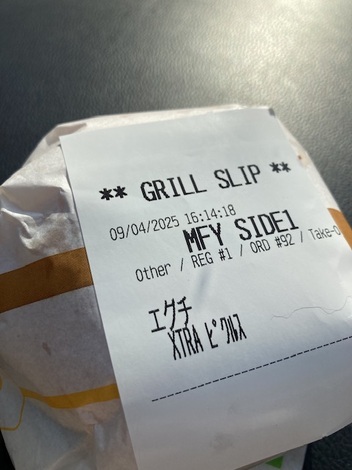 ** GRILL SLIP **
09/04/2025 16:14:18
MFY SIDE1
Other / REG #1 / ORD #92 / Take-O
エグチ
XTRA ピクルス